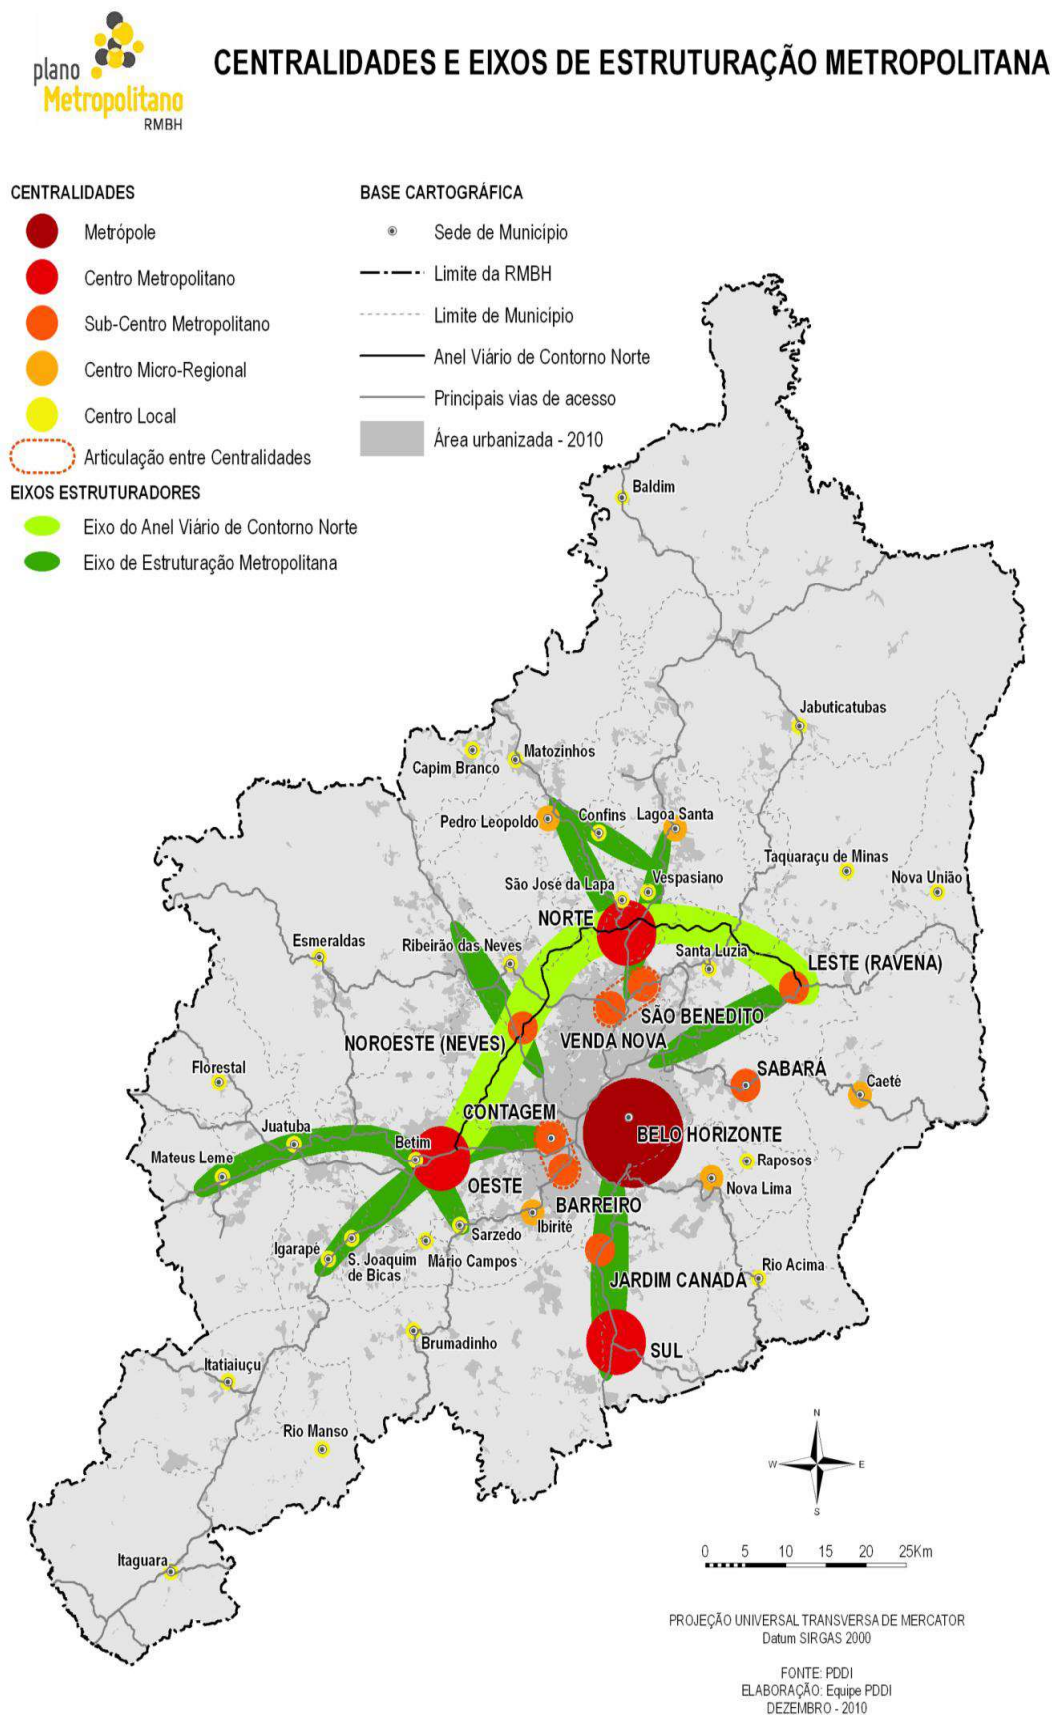 plano
Metropolitano
RMBH
CENTRALIDADES E EIXOS DE ESTRUTURAÇÃO METROPOLITANA
CENTRALIDADES
Metrópole
Centro Metropolitano
Sub-Centro Metropolitano
Centro Micro-Regional
Centro Local
Articulação entre Centralidades
EIXOS ESTRUTURADORES
Eixo do Anel Viário de Contorno Norte
Eixo de Estruturação Metropolitana
BASE CARTOGRÁFICA
Sede de Município
Limite da RMBH
Limite de Município
Anel Viário de Contorno Norte
Principais vias de acesso
Área urbanizada - 2010
Baldim
Jabuticatubas
Matozinhos
Capim Branco
Pedro Leopoldo
Confins
Lagoa Santa
Taquaraçu de Minas
Nova União
São José da Lapa
Vespasiano
NORTE
Esmeraldas
Ribeirão das Neves
Santa Luzia
LESTE (RAVENA)
SÃO BENEDITO
VENDA NOVA
NOROESTE (NEVES)
Florestal
SABARÁ
Caeté
CONTAGEM
Juatuba
Betim
BELO HORIZONTE
Mateus Leme
Raposos
OESTE
Nova Lima
BARREIRO
Ibirité
Sarzedo
Igarapé
S. Joaquim
de Bicas
Mário Campos
Rio Acima
JARDIM CANADÁ
Brumadinho
SUL
Itatiaiuçu
Rio Manso
Itaguara
N
W
E
S
0 5 10 15 20 25Km
PROJEÇÃO UNIVERSAL TRANSVERSA DE MERCATOR
Datum SIRGAS 2000
FONTE: PDDI
ELABORAÇÃO: Equipe PDDI
DEZEMBRO - 2010